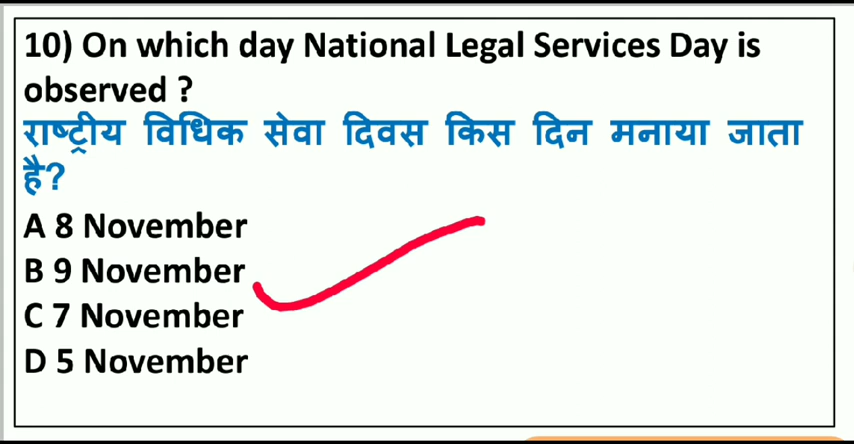 10) On which day National Legal Services Day is
observed ?
राष्ट्रीय विधिक सेवा दिवस किस दिन मनाया जाता
है?
A 8 November
B 9 November
C 7 November
D 5 November